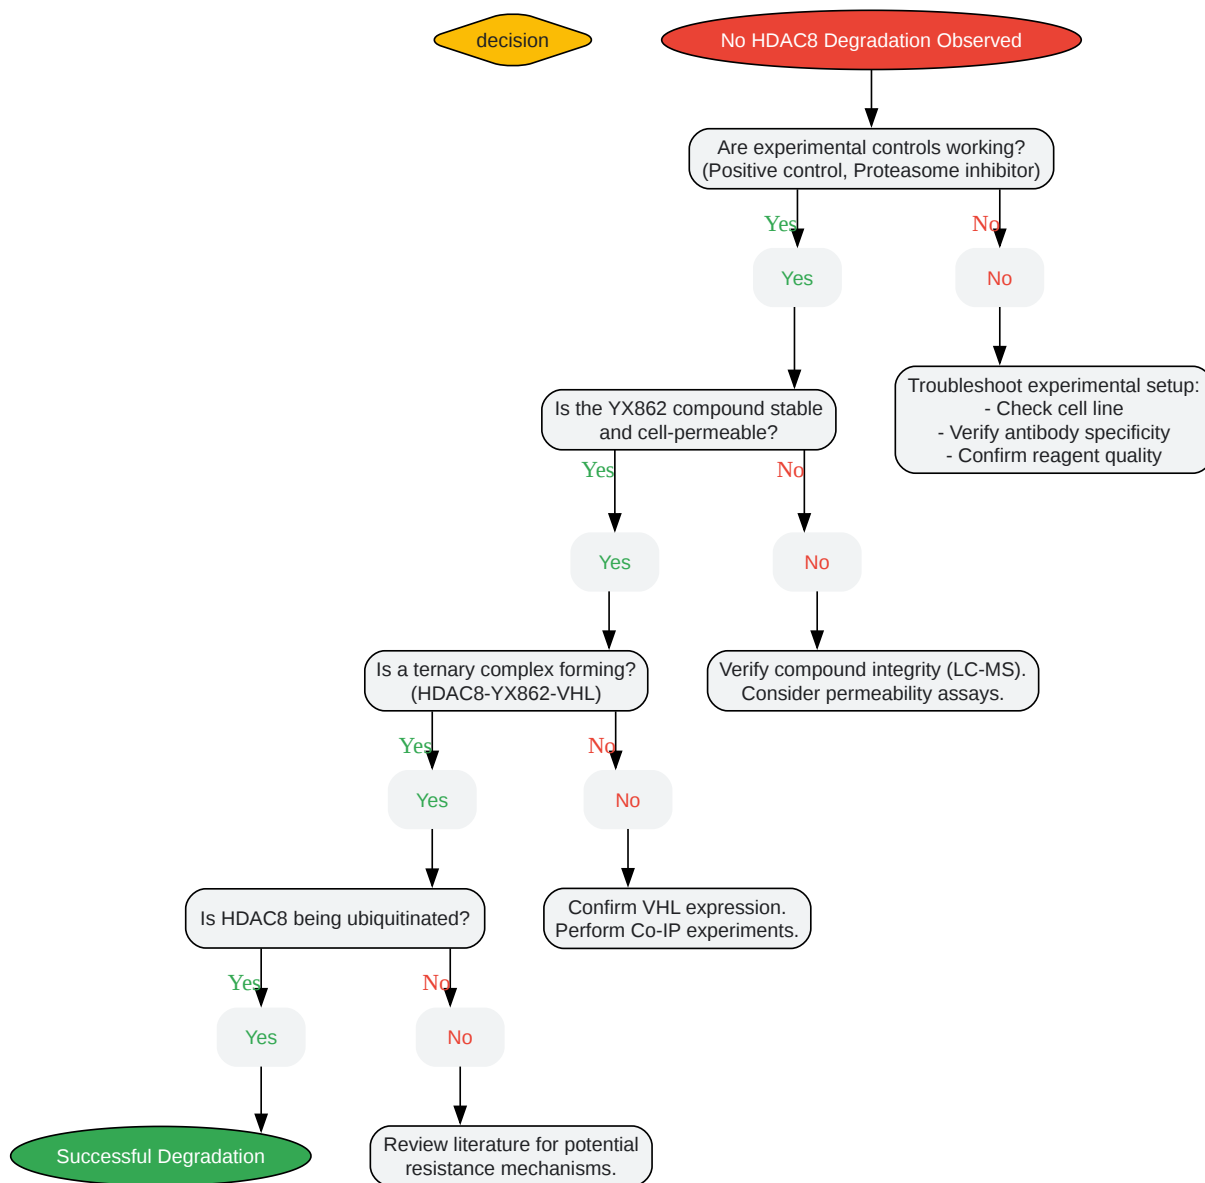 decision
No HDAC8 Degradation Observed
Are experimental controls working?
(Positive control, Proteasome inhibitor)
Yes
No
Yes
No
Is the YX862 compound stable
and cell-permeable?
Troubleshoot experimental setup:
- Check cell line
- Verify antibody specificity
- Confirm reagent quality
Yes
No
Yes
No
Is a ternary complex forming?
(HDAC8-YX862-VHL)
Verify compound integrity (LC-MS).
Consider permeability assays.
Yes
No
Yes
No
Is HDAC8 being ubiquitinated?
Confirm VHL expression.
Perform Co-IP experiments.
Yes
No
Yes
No
Successful Degradation
Review literature for potential
resistance mechanisms.